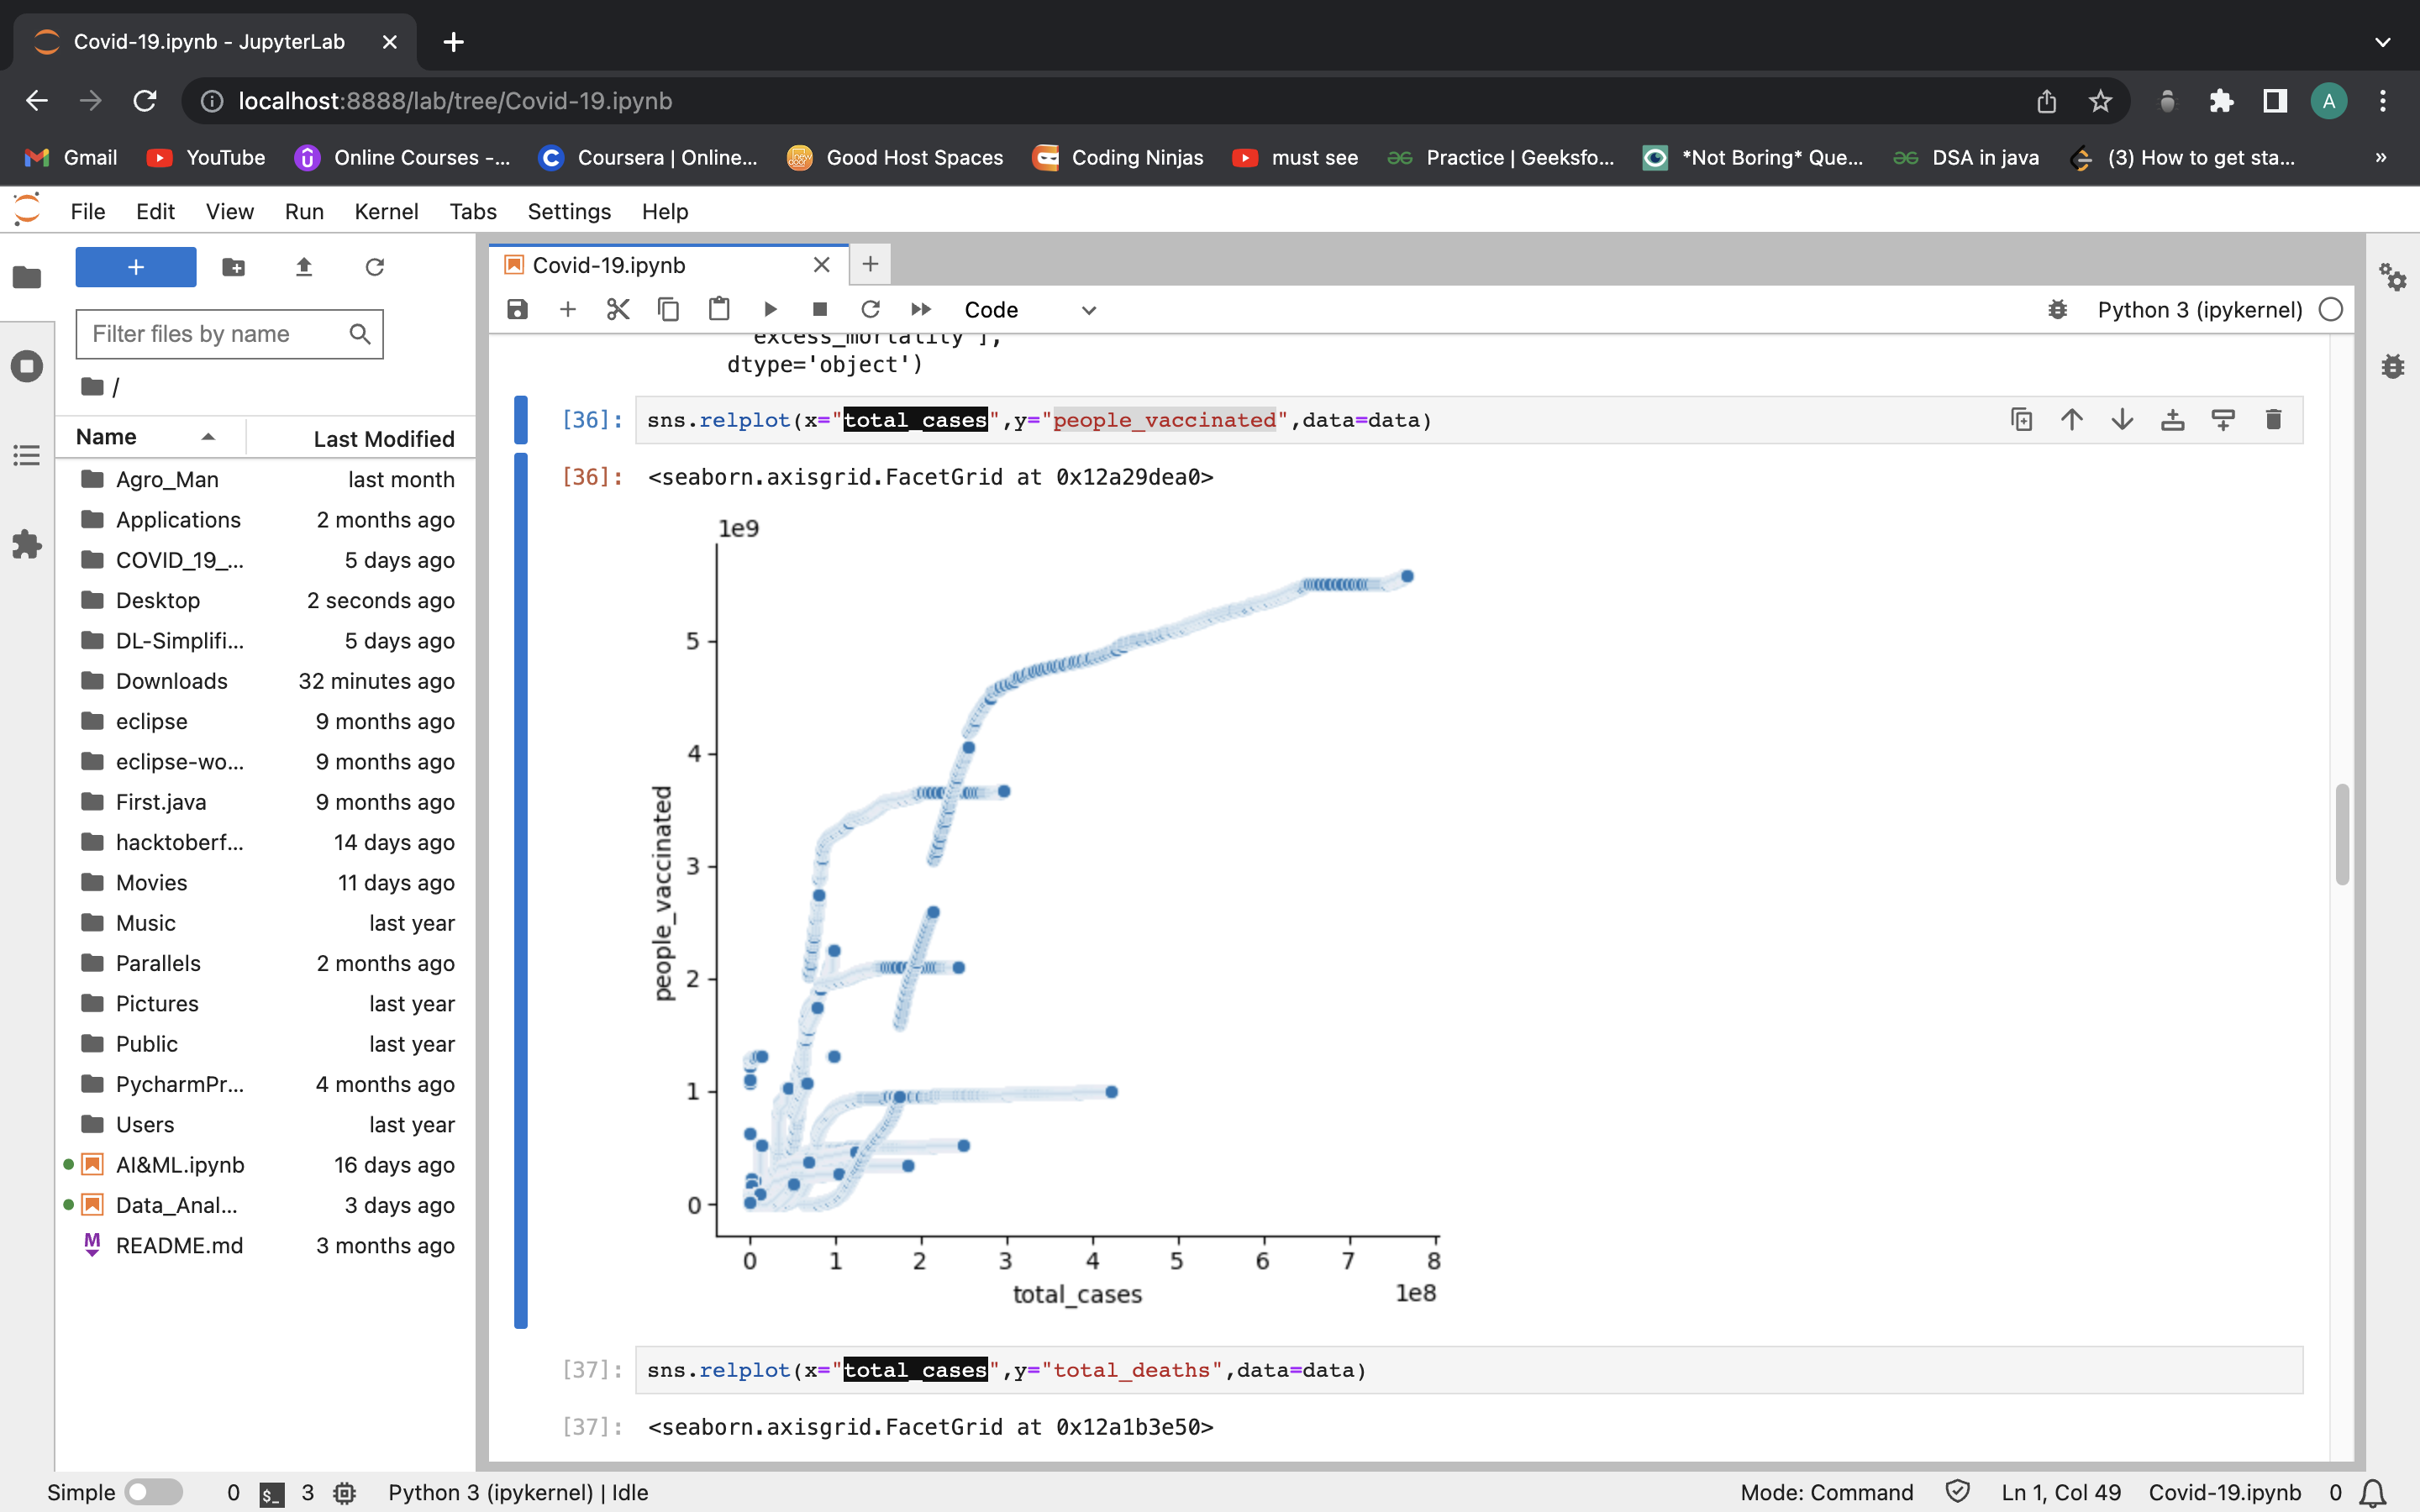 Covid-19.ipynb - JupyterLab
localhost:8888/lab/tree/Covid-19.ipynb
A
Gmail YouTube Online Courses -... Coursera | Online... Good Host Spaces Coding Ninjas must see Practice | Geeksfo... *Not Boring* Que... DSA in java (3) How to get sta... »
File Edit View Run Kernel Tabs Settings Help
Covid-19.ipynb
Filter files by name
Code
Python 3 (ipykernel)
/
Name Last Modified
Agro_Man last month
Applications 2 months ago
COVID_19_... 5 days ago
Desktop 2 seconds ago
DL-Simplifi... 5 days ago
Downloads 32 minutes ago
eclipse 9 months ago
eclipse-wo... 9 months ago
First.java 9 months ago
hacktoberf... 14 days ago
Movies 11 days ago
Music last year
Parallels 2 months ago
Pictures last year
Public last year
PycharmPr... 4 months ago
Users last year
AI&ML.ipynb 16 days ago
Data_Anal... 3 days ago
README.md 3 months ago
excess_mortality'],
dtype='object')
[36]: sns.relplot(x="total_cases",y="people_vaccinated",data=data)
[36]: <seaborn.axisgrid.FacetGrid at 0x12a29dea0>
1e9
5
4
3
2
1
0
people_vaccinated
0 1 2 3 4 5 6 7 8
total_cases 1e8
[37]: sns.relplot(x="total_cases",y="total_deaths",data=data)
[37]: <seaborn.axisgrid.FacetGrid at 0x12a1b3e50>
Simple 0 $_ 3 Python 3 (ipykernel) | Idle Mode: Command Ln 1, Col 49 Covid-19.ipynb 0